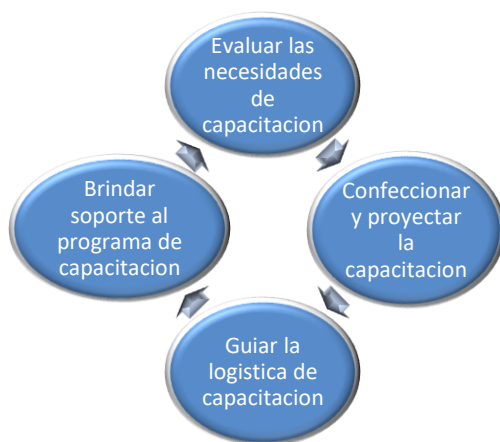 Evaluar las
necesidades
de
capacitacion
Confeccionar
y proyectar
la
capacitacion
Guiar la
logistica de
capacitacion
Brindar
soporte al
programa de
capacitacion